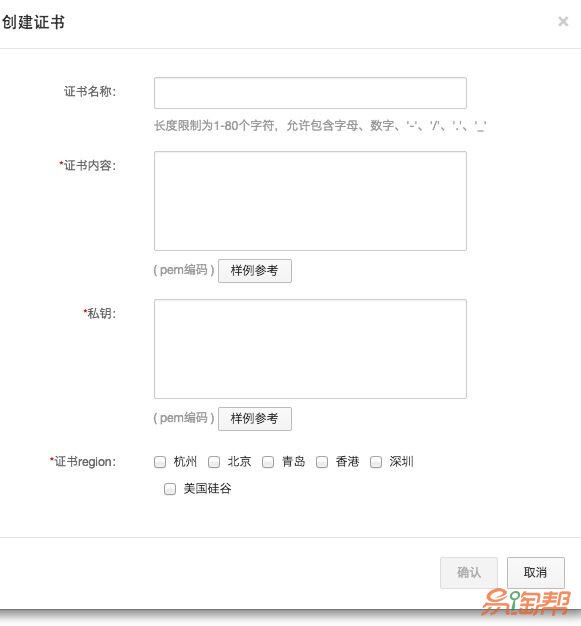 创建证书 ×
证书名称：
长度限制为1-80个字符，允许包含字母、数字、'-'、'/'、'.'、'_'
*证书内容：
( pem编码 ) 样例参考
*私钥：
( pem编码 ) 样例参考
*证书region： 杭州 北京 青岛 香港 深圳
美国硅谷
确认 取消
易淘帮